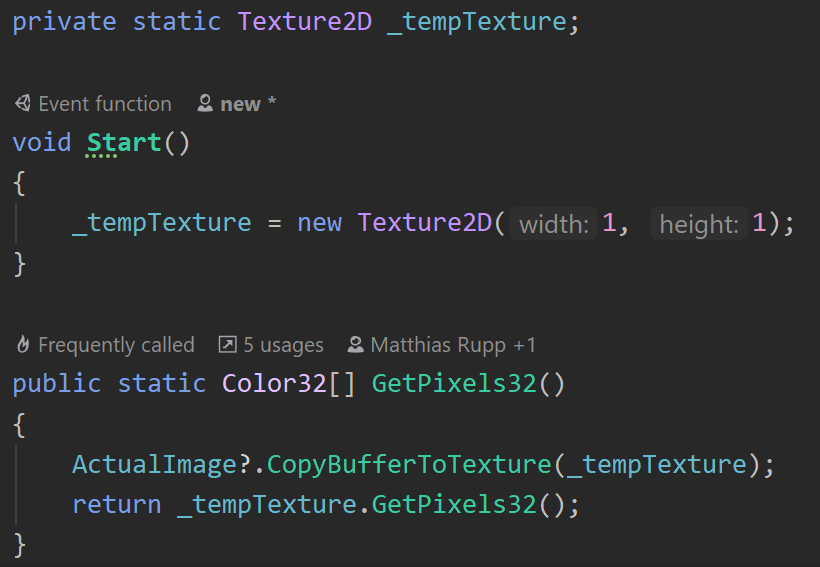 private static Texture2D _tempTexture;
Event function new *
void Start()
{
_tempTexture = new Texture2D( width: 1, height: 1);
}
Frequently called 5 usages Matthias Rupp +1
public static Color32[] GetPixels32()
{
ActualImage?.CopyBufferToTexture(_tempTexture);
return _tempTexture.GetPixels32();
}